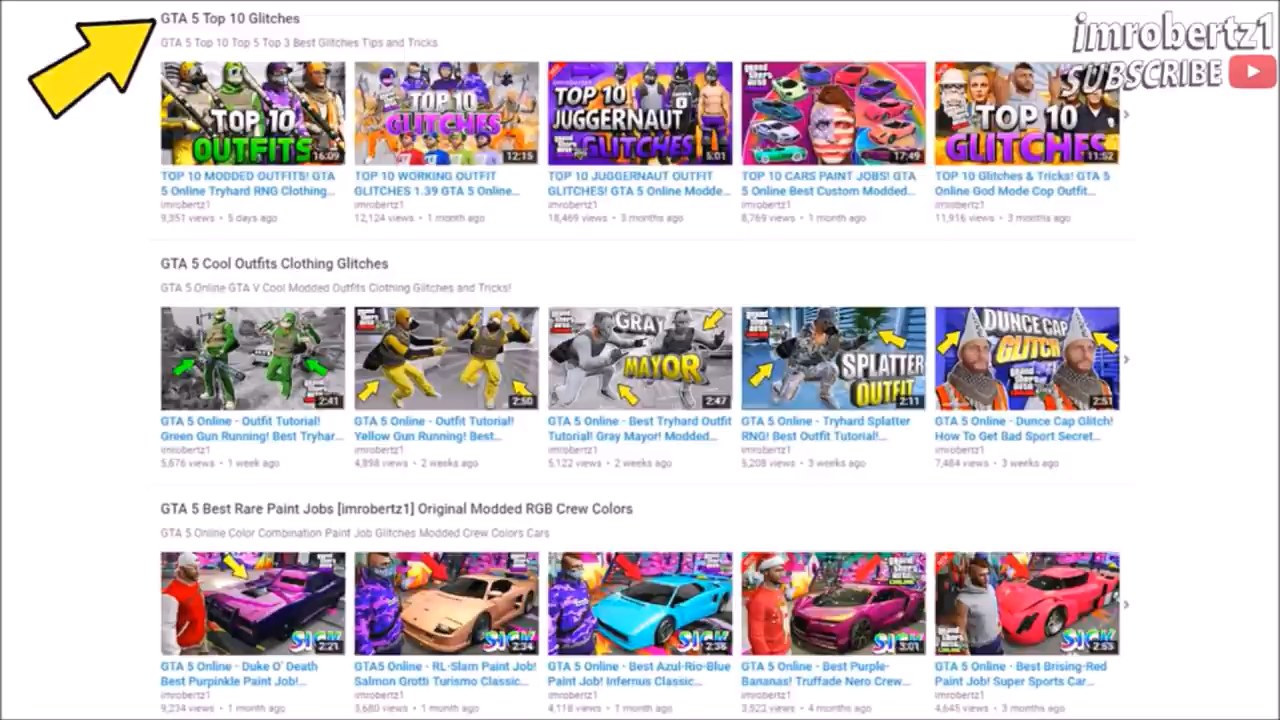 GTA 5 Top 10 Glitches
imrobertz1
SUBSCRIBE
GTA 5 Top 10 Top 5 Top 3 Best Glitches Tips and Tricks
TOP 10
OUTFITS
16:09
TOP 10
GLITCHES
12:15
TOP 10
JUGGERNAUT
GLITCHES
5:01
17:49
TOP 10
GLITCHES
11:52
TOP 10 MODDED OUTFITS! GTA
5 Online Tryhard RNG Clothing...
imrobertz1
9,351 views • 5 days ago
TOP 10 WORKING OUTFIT
GLITCHES 1.39 GTA 5 Online...
imrobertz1
12,124 views • 1 month ago
TOP 10 JUGGERNAUT OUTFIT
GLITCHES! GTA 5 Online Modde...
imrobertz1
18,469 views • 3 months ago
TOP 10 CARS PAINT JOBS! GTA
5 Online Best Custom Modded...
imrobertz1
8,769 views • 1 month ago
TOP 10 Glitches & Tricks! GTA 5
Online God Mode Cop Outfit...
imrobertz1
11,916 views • 3 months ago
GTA 5 Cool Outfits Clothing Glitches
GTA 5 Online GTA V Cool Modded Outfits Clothing Glitches and Tricks!
2:41
2:50
GRAY
MAYOR
2:47
SPLATTER
OUTFIT
2:11
DUNCE CAP
GLITCH
2:51
GTA 5 Online - Outfit Tutorial!
Green Gun Running! Best Tryhar...
imrobertz1
5,676 views • 1 week ago
GTA 5 Online - Outfit Tutorial!
Yellow Gun Running! Best...
imrobertz1
4,898 views • 2 weeks ago
GTA 5 Online - Best Tryhard Outfit
Tutorial! Gray Mayor! Modded...
imrobertz1
5,122 views • 2 weeks ago
GTA 5 Online - Tryhard Splatter
RNG! Best Outfit Tutorial!...
imrobertz1
5,208 views • 3 weeks ago
GTA 5 Online - Dunce Cap Glitch!
How To Get Bad Sport Secret...
imrobertz1
7,484 views • 3 weeks ago
GTA 5 Best Rare Paint Jobs [imrobertz1] Original Modded RGB Crew Colors
GTA 5 Online Color Combination Paint Job Glitches Modded Crew Colors Cars
SICK
2:21
SICK
2:34
SICK
2:36
SICK
3:01
SICK
2:53
GTA 5 Online - Duke O' Death
Best Purpinkle Paint Job!...
imrobertz1
9,234 views • 1 month ago
GTA5 Online - RL-Slam Paint Job!
Salmon Grotti Turismo Classic...
imrobertz1
3,680 views • 1 month ago
GTA 5 Online - Best Azul-Rio-Blue
Paint Job! Infernus Classic...
imrobertz1
4,118 views • 1 month ago
GTA 5 Online - Best Purple-
Bananas! Truffade Nero Crew...
imrobertz1
3,522 views • 4 months ago
GTA 5 Online - Best Brising-Red
Paint Job! Super Sports Car...
imrobertz1
4,645 views • 3 months ago